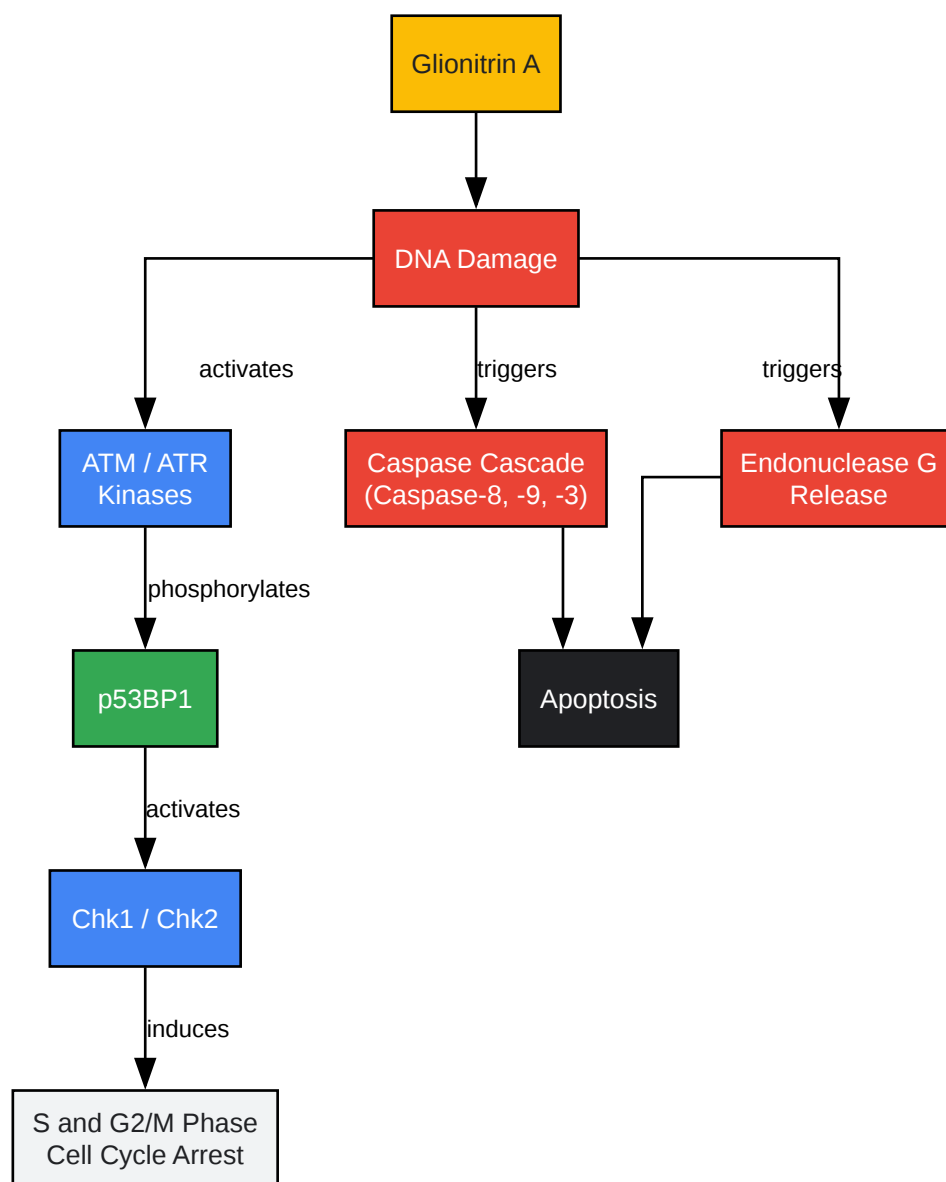 Glionitrin A
DNA Damage
activates
triggers
triggers
ATM / ATR
Kinases
Caspase Cascade
(Caspase-8, -9, -3)
Endonuclease G
Release
phosphorylates
p53BP1
Apoptosis
activates
Chk1 / Chk2
induces
S and G2/M Phase
Cell Cycle Arrest